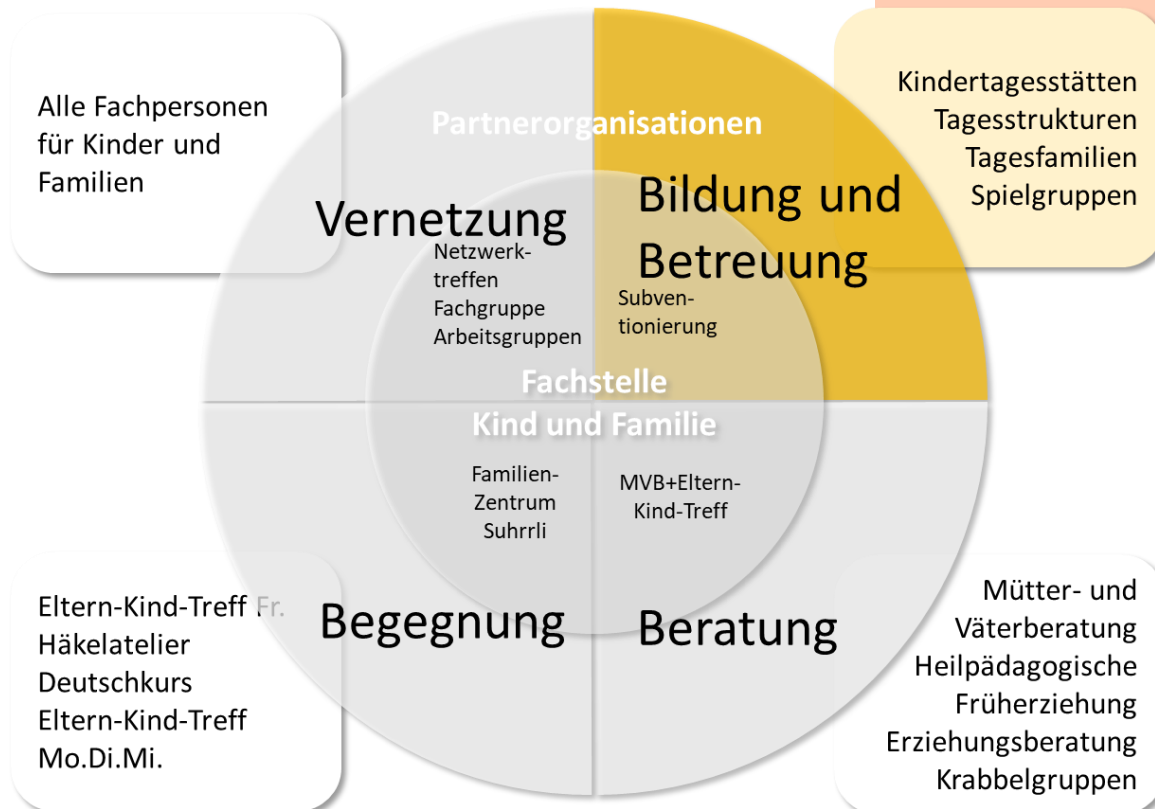 Alle Fachpersonen
für Kinder und
Familien
Partnerorganisationen
Kindertagesstätten
Tagesstrukturen
Tagesfamilien
Spielgruppen
Vernetzung
Netzwerk-
treffen
Fachgruppe
Arbeitsgruppen
Bildung und
Betreuung
Subven-
tionierung
Fachstelle
Kind und Familie
Familien-
Zentrum
Suhrrli
MVB+Eltern-
Kind-Treff
Begegnung
Beratung
Eltern-Kind-Treff Fr.
Häkelatelier
Deutschkurs
Eltern-Kind-Treff
Mo.Di.Mi.
Mütter- und
Väterberatung
Heilpädagogische
Früherziehung
Erziehungsberatung
Krabbelgruppen